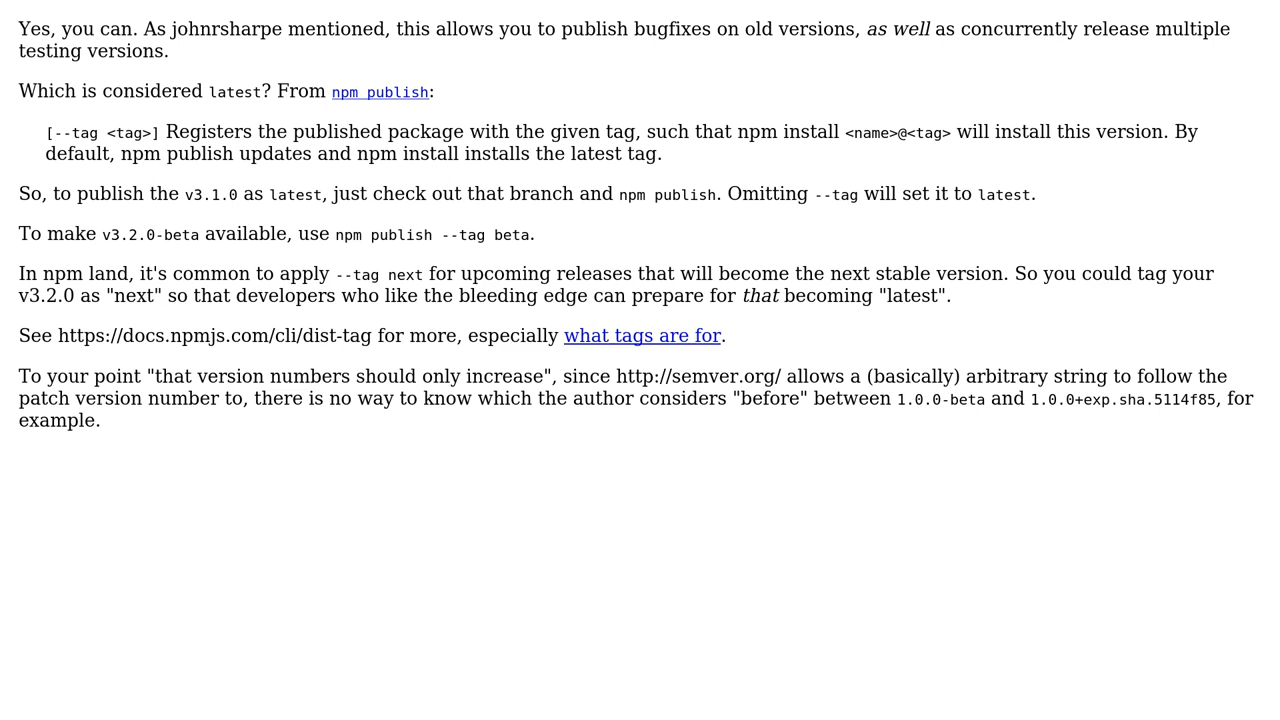 Yes, you can. As johnrsharpe mentioned, this allows you to publish bugfixes on old versions, as well as concurrently release multiple
testing versions.
Which is considered latest? From npm publish:
[--tag <tag>] Registers the published package with the given tag, such that npm install <name>@<tag> will install this version. By
default, npm publish updates and npm install installs the latest tag.
So, to publish the v3.1.0 as latest, just check out that branch and npm publish. Omitting --tag will set it to latest.
To make v3.2.0-beta available, use npm publish --tag beta.
In npm land, it's common to apply --tag next for upcoming releases that will become the next stable version. So you could tag your
v3.2.0 as "next" so that developers who like the bleeding edge can prepare for that becoming "latest".
See https://docs.npmjs.com/cli/dist-tag for more, especially what tags are for.
To your point "that version numbers should only increase", since http://semver.org/ allows a (basically) arbitrary string to follow the
patch version number to, there is no way to know which the author considers "before" between 1.0.0-beta and 1.0.0+exp.sha.5114f85, for
example.